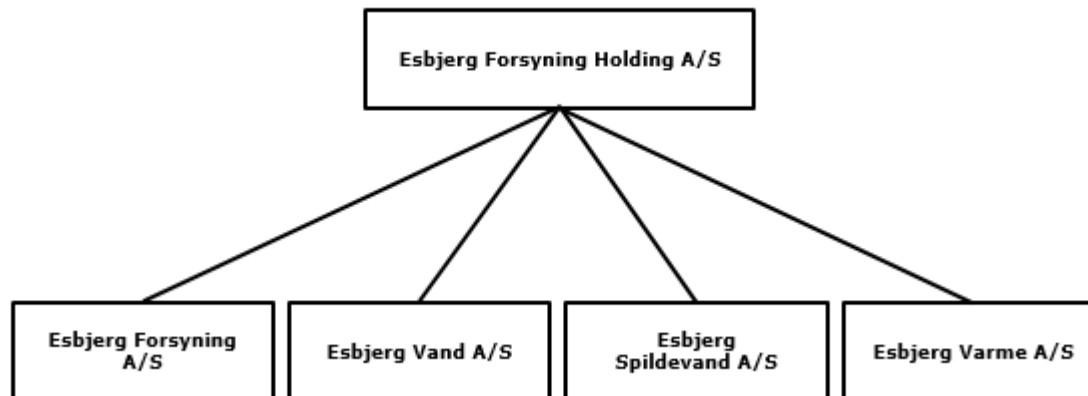 Esbjerg Forsyning Holding A/S
Esbjerg Forsyning
A/S
Esbjerg Vand A/S
Esbjerg
Spildevand A/S
Esbjerg Varme A/S